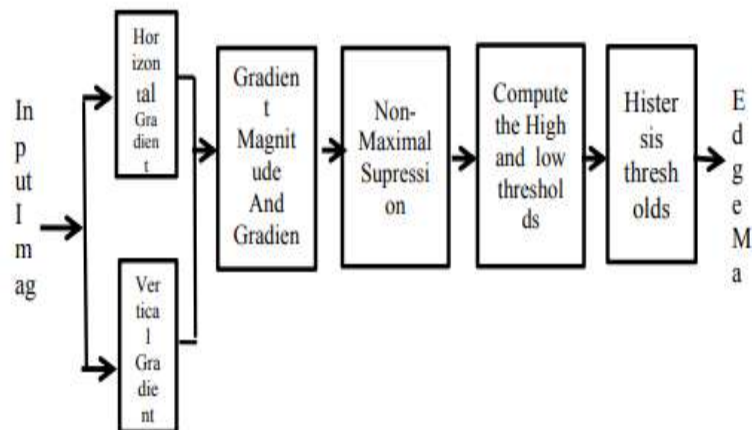 In
p
ut I
m
ag
Hor
izon
tal
Gra
dien
t
Ver
tica
l
Gra
die
nt
Gradien
t
Magnit
ude
And
Gradien
Non-
Maximal
Supressi
on
Compute
the High
and low
threshol
ds
Hister
sis
thresh
olds
E
d
g
e
M
a